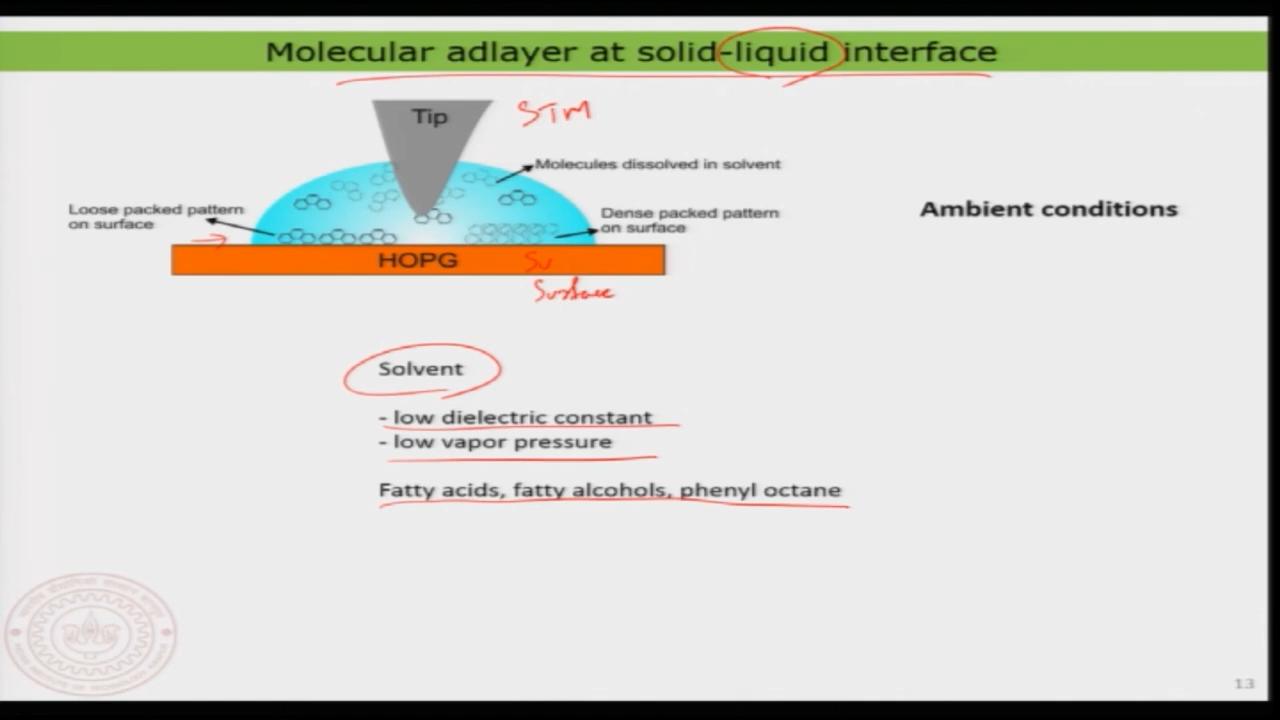 Molecular adlayer at solid-liquid interface
Tip
STM
Molecules dissolved in solvent
Loose packed pattern
on surface
Dense packed pattern
on surface
Ambient conditions
HOPG
Su
Surface
Solvent
- low dielectric constant
- low vapor pressure
Fatty acids, fatty alcohols, phenyl octane
13